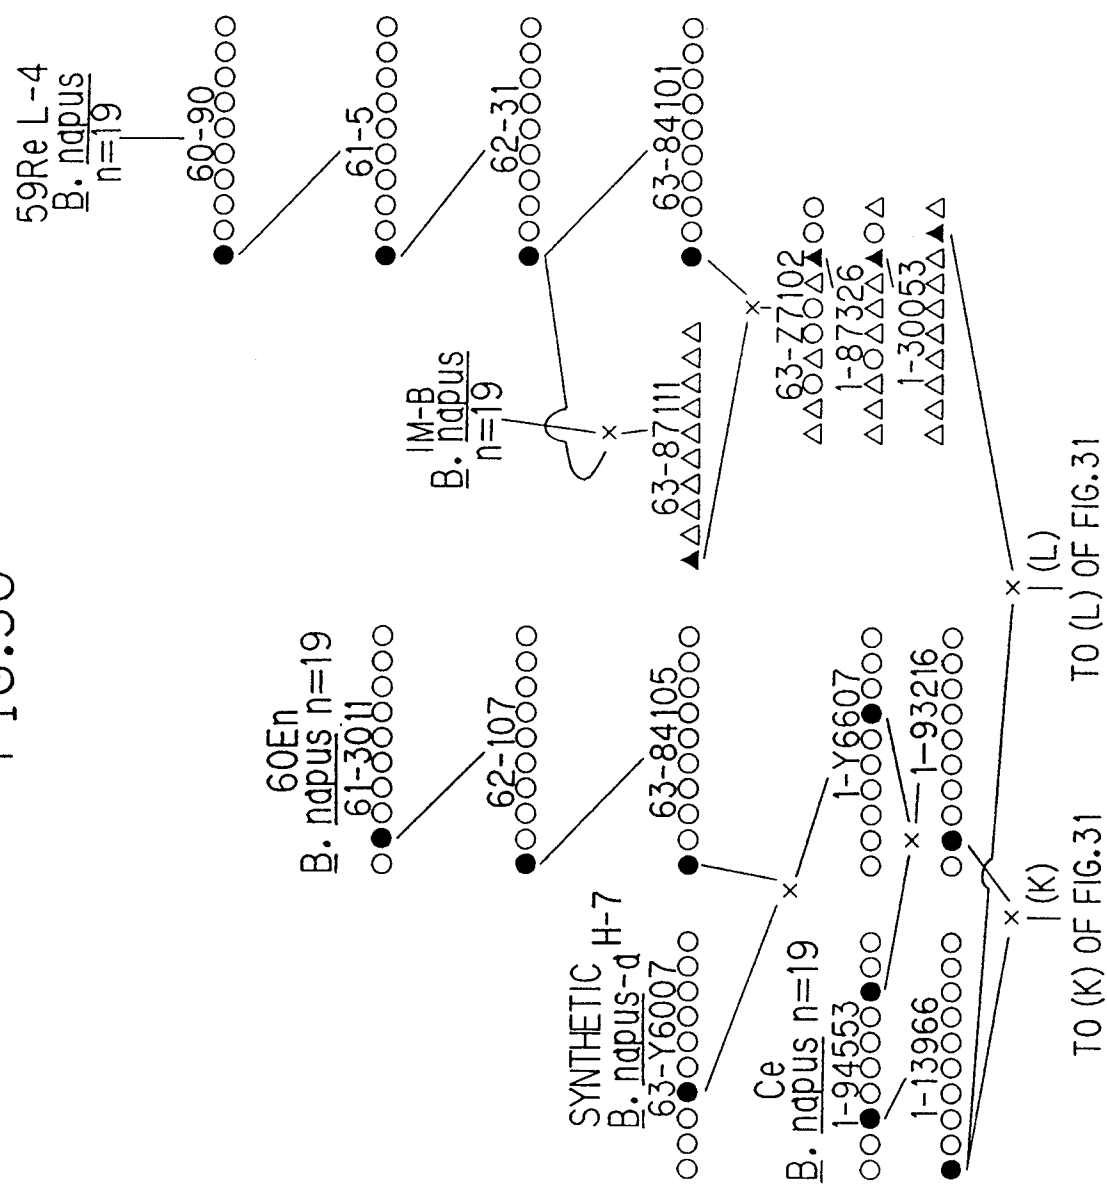 FIG.30
59Re L-4
B. napus
n=19
60-90
61-5
62-31
63-84101
IM-B
B. napus
n=19
63-87111
63-Z7102
1-87326
1-30053
60En
B. napus n=19
61-3011
62-107
63-84105
SYNTHETIC
B. napus-d H-7
63-Y6007
1-Y6607
Ce
B. napus n=19
1-94553
1-93216
1-13966
×
×
×
×
×
×
(K)
TO (K) OF FIG.31
(L)
TO (L) OF FIG.31